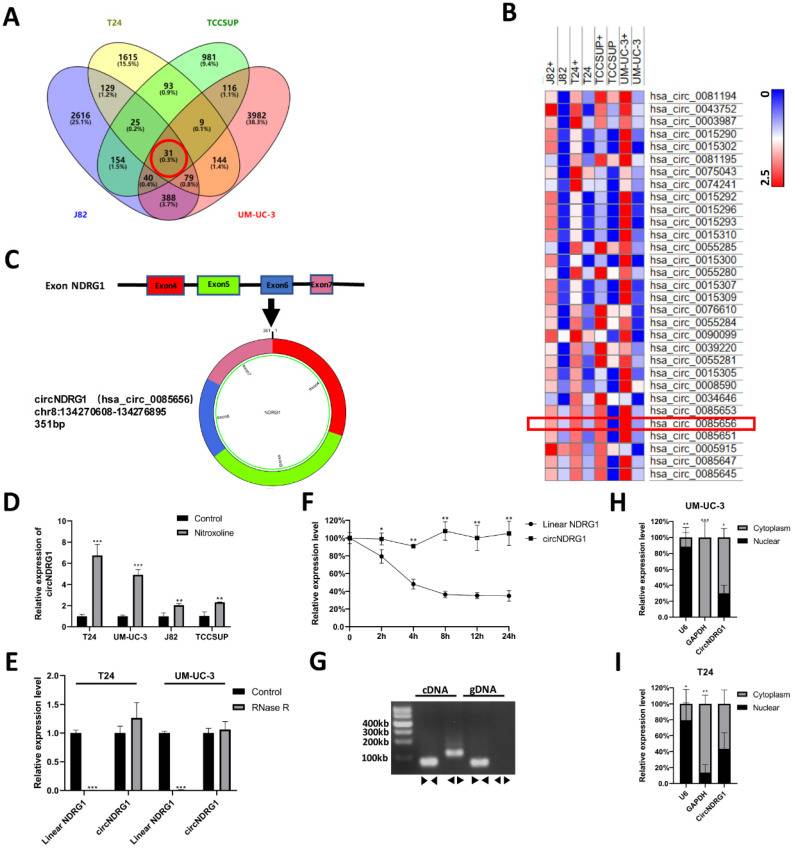 A
T24
TCCSUP
1615
(15.5%)
981
(9.4%)
129
(1.2%)
93
(0.9%)
116
(1.1%)
2616
(25.1%)
25
(0.2%)
9
(0.1%)
3982
(38.3%)
154
(1.5%)
31
(0.3%)
144
(1.4%)
40
(0.4%)
79
(0.8%)
388
(3.7%)
J82
UM-UC-3
B
J82+
J82
T24+
T24
TCCSUP+
TCCSUP
UM-UC-3+
UM-UC-3
hsa_circ_0081194
hsa_circ_0043752
hsa_circ_0003987
hsa_circ_0015290
hsa_circ_0015302
hsa_circ_0081195
hsa_circ_0075043
hsa_circ_0074241
hsa_circ_0015292
hsa_circ_0015296
hsa_circ_0015293
hsa_circ_0015310
hsa_circ_0055285
hsa_circ_0015300
hsa_circ_0055280
hsa_circ_0015307
hsa_circ_0015309
hsa_circ_0076610
hsa_circ_0055284
hsa_circ_0090099
hsa_circ_0039220
hsa_circ_0055281
hsa_circ_0015305
hsa_circ_0008590
hsa_circ_0034646
hsa_circ_0085653
hsa_circ_0085656
hsa_circ_0085651
hsa_circ_0005915
hsa_circ_0085647
hsa_circ_0085645
0
2.5
C
Exon NDRG1
Exon4
Exon5
Exon6
Exon7
351
1
circNDRG1 (hsa_circ_0085656)
chr8:134270608-134276895
351bp
NDRG1
Exon7
Exon4
Exon6
Exon5
D
Relative expression of
circNDRG1
10
8
6
4
2
0
Control
Nitroxoline
***
***
**
**
T24
UM-UC-3
J82
TCCSUP
E
Relative expression level
2.0
1.5
1.0
0.5
0.0
T24
UM-UC-3
Control
RNase R
***
***
Linear NDRG1
circNDRG1
Linear NDRG1
circNDRG1
F
Relative expression level
120%
100%
80%
60%
40%
20%
0%
*
**
**
**
**
Linear NDRG1
circNDRG1
0
2h
4h
8h
12h
24h
G
cDNA
gDNA
400kb
300kb
200kb
100kb
H
UM-UC-3
Relative expression level
120%
100%
80%
60%
40%
20%
0%
**
***
*
Cytoplasm
Nuclear
U6
GAPDH
CircNDRG1
I
T24
Relative expression level
120%
100%
80%
60%
40%
20%
0%
*
**
Cytoplasm
Nuclear
U6
GAPDH
CircNDRG1